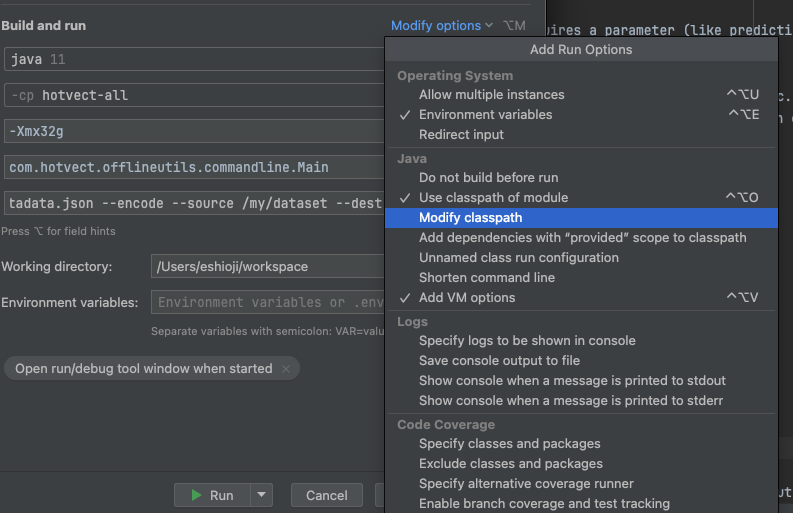 Build and run
Modify options ⌥M
java 11
-cp hotvect-all
-Xmx32g
com.hotvect.offlineutils.commandline.Main
tadata.json --encode --source /my/dataset --dest
Press ⌥ for field hints
Working directory:
/Users/eshioji/workspace
Environment variables:
Environment variables or .env
Separate variables with semicolon: VAR=valu
Open run/debug tool window when started ×
Run
Cancel
Add Run Options
Operating System
Allow multiple instances ⌃⌥U
✓ Environment variables ⌃⌥E
Redirect input
Java
Do not build before run
✓ Use classpath of module ⌃⌥O
Modify classpath
Add dependencies with “provided” scope to classpath
Unnamed class run configuration
Shorten command line
✓ Add VM options ⌃⌥V
Logs
Specify logs to be shown in console
Save console output to file
Show console when a message is printed to stdout
Show console when a message is printed to stderr
Code Coverage
Specify classes and packages
Exclude classes and packages
Specify alternative coverage runner
Enable branch coverage and test tracking
ires a parameter (like predicti
c.
ut